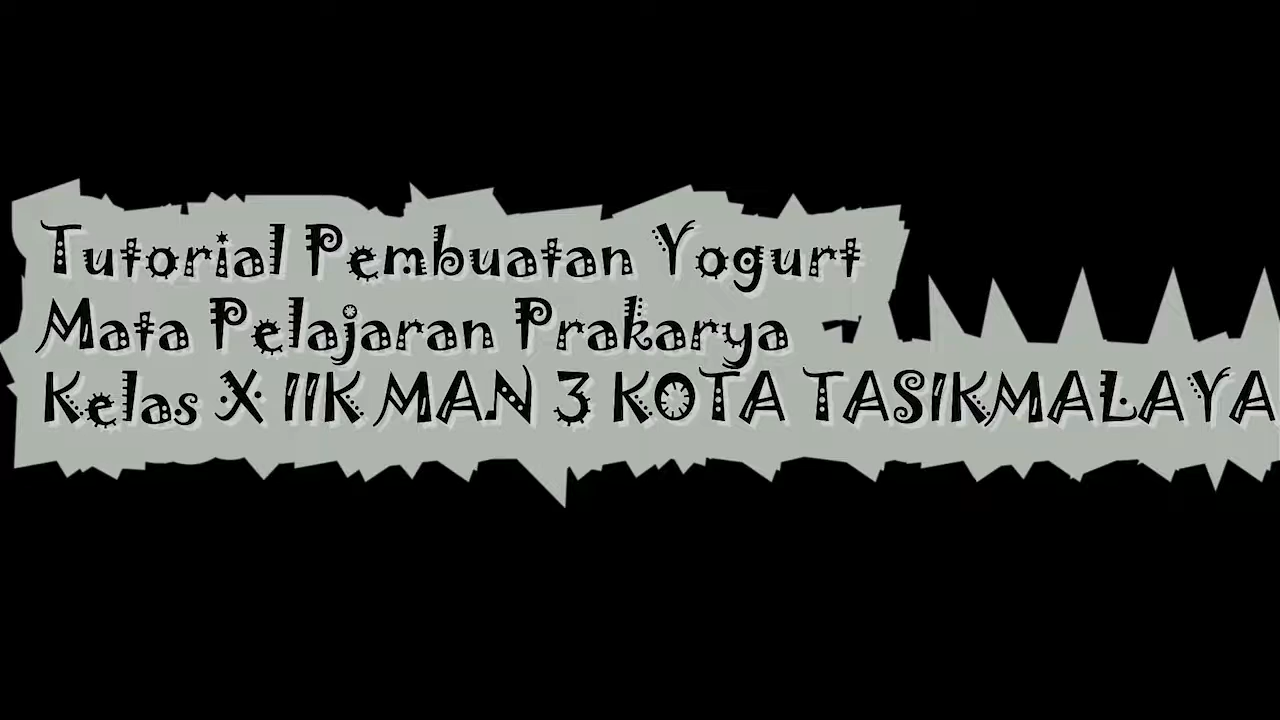 Tutorial Pembuatan Yogurt
Mata Pelajaran Prakarya
Kelas X IIK MAN 3 KOTA TASIKMALAYA